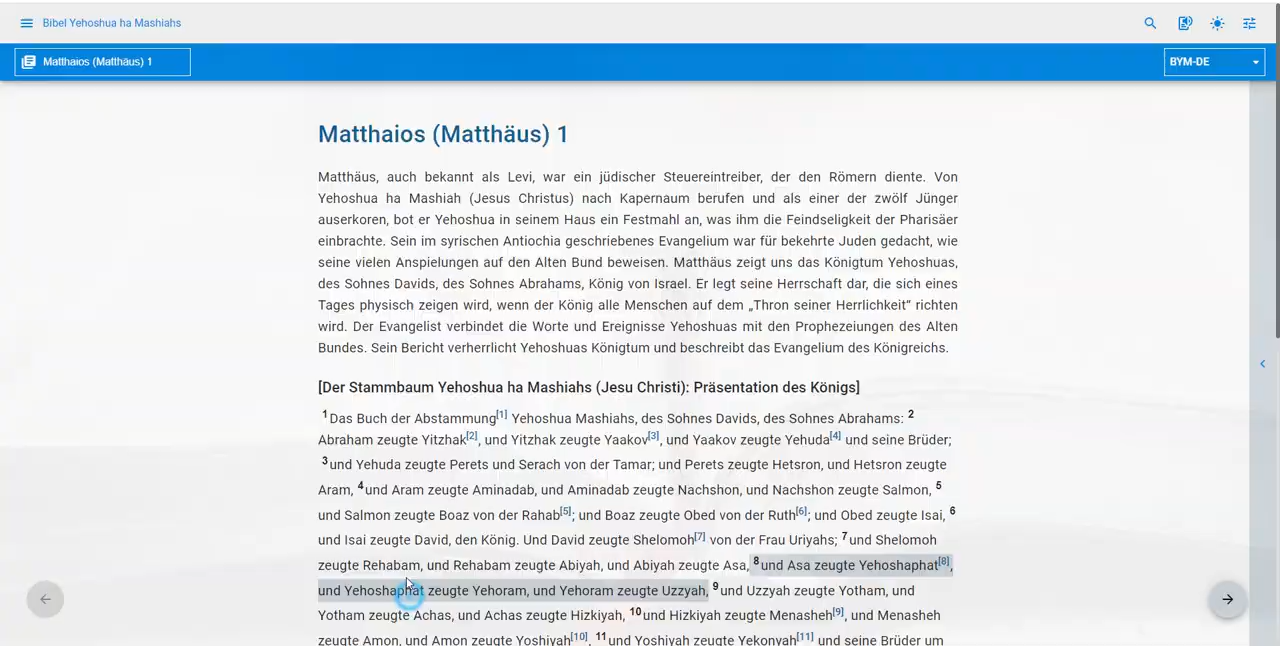 Bibel Yehoshua ha Mashiahs
Matthaios (Matthäus) 1
BYM-DE
Matthaios (Matthäus) 1
Matthäus, auch bekannt als Levi, war ein jüdischer Steuereintreiber, der den Römern diente. Von
Yehoshua ha Mashiah (Jesus Christus) nach Kapernaum berufen und als einer der zwölf Jünger
auserkoren, bot er Yehoshua in seinem Haus ein Festmahl an, was ihm die Feindseligkeit der Pharisäer
einbrachte. Sein im syrischen Antiochia geschriebenes Evangelium war für bekehrte Juden gedacht, wie
seine vielen Anspielungen auf den Alten Bund beweisen. Matthäus zeigt uns das Königtum Yehoshuas,
des Sohnes Davids, des Sohnes Abrahams, König von Israel. Er legt seine Herrschaft dar, die sich eines
Tages physisch zeigen wird, wenn der König alle Menschen auf dem „Thron seiner Herrlichkeit" richten
wird. Der Evangelist verbindet die Worte und Ereignisse Yehoshuas mit den Prophezeiungen des Alten
Bundes. Sein Bericht verherrlicht Yehoshuas Königtum und beschreibt das Evangelium des Königreichs.
[Der Stammbaum Yehoshua ha Mashiahs (Jesu Christi): Präsentation des Königs]
1 Das Buch der Abstammung[1] Yehoshua Mashiahs, des Sohnes Davids, des Sohnes Abrahams: 2
Abraham zeugte Yitzhak[2], und Yitzhak zeugte Yaakov[3], und Yaakov zeugte Yehuda[4] und seine Brüder;
3 und Yehuda zeugte Perets und Serach von der Tamar; und Perets zeugte Hetsron, und Hetsron zeugte
Aram, 4 und Aram zeugte Aminadab, und Aminadab zeugte Nachshon, und Nachshon zeugte Salmon, 5
und Salmon zeugte Boaz von der Rahab[5]; und Boaz zeugte Obed von der Ruth[6]; und Obed zeugte Isai, 6
und Isai zeugte David, den König. Und David zeugte Shelomoh[7] von der Frau Uriyahs; 7 und Shelomoh
zeugte Rehabam, und Rehabam zeugte Abiyah, und Abiyah zeugte Asa, 8 und Asa zeugte Yehoshaphat[8],
und Yehoshaphat zeugte Yehoram, und Yehoram zeugte Uzzyah, 9 und Uzzyah zeugte Yotham, und
Yotham zeugte Achas, und Achas zeugte Hizkiyah, 10 und Hizkiyah zeugte Menasheh[9], und Menasheh
zeugte Amon, und Amon zeugte Yoshiyah[10], 11 und Yoshiyah zeugte Yekonyah[11] und seine Brüder um